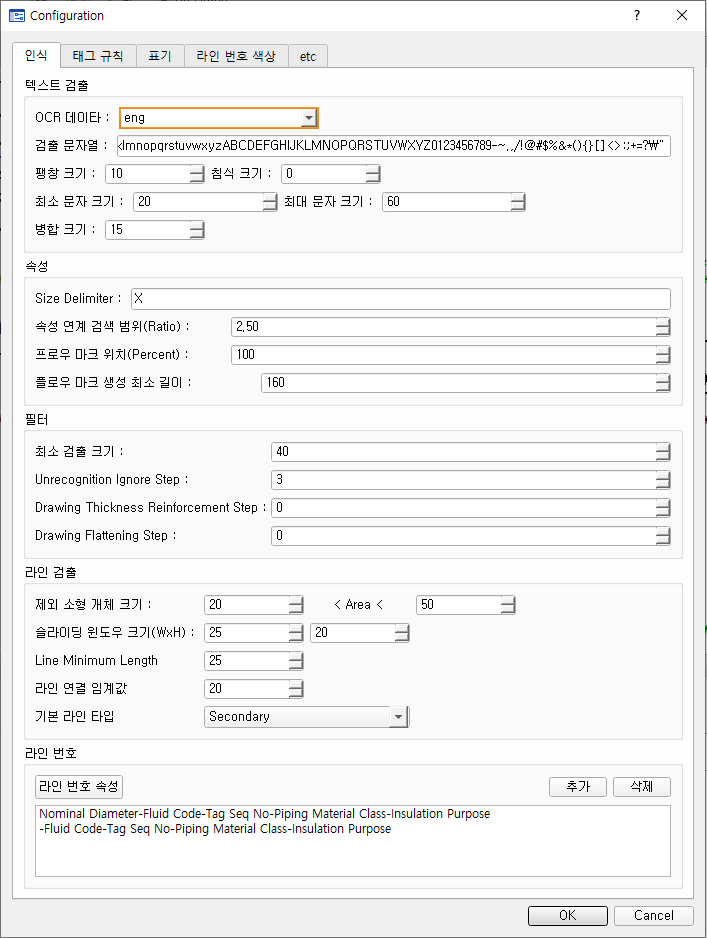 Configuration ?
인식 태그 규칙 표기 라인 번호 색상 etc
텍스트 검출
OCR 데이타 : eng
검출 문자열 : klmnopqrstuvwxyzABCDEFGHIJKLMNOPQRSTUVWXYZ0123456789-~.,/!@#$%&*(){}[]<>:;+=?₩"
팽창 크기 : 10 침식 크기 : 0
최소 문자 크기 : 20 최대 문자 크기 : 60
병합 크기 : 15
속성
Size Delimiter : X
속성 연계 검색 범위(Ratio) : 2.50
프로우 마크 위치(Percent) : 100
플로우 마크 생성 최소 길이 : 160
필터
최소 검출 크기 : 40
Unrecognition Ignore Step : 3
Drawing Thickness Reinforcement Step : 0
Drawing Flattening Step : 0
라인 검출
제외 소형 개체 크기 : 20 < Area < 50
슬라이딩 윈도우 크기(WxH) : 25 20
Line Minimum Length 25
라인 연결 임계값 20
기본 라인 타입 Secondary
라인 번호
라인 번호 속성 추가 삭제
Nominal Diameter-Fluid Code-Tag Seq No-Piping Material Class-Insulation Purpose
-Fluid Code-Tag Seq No-Piping Material Class-Insulation Purpose
OK Cancel